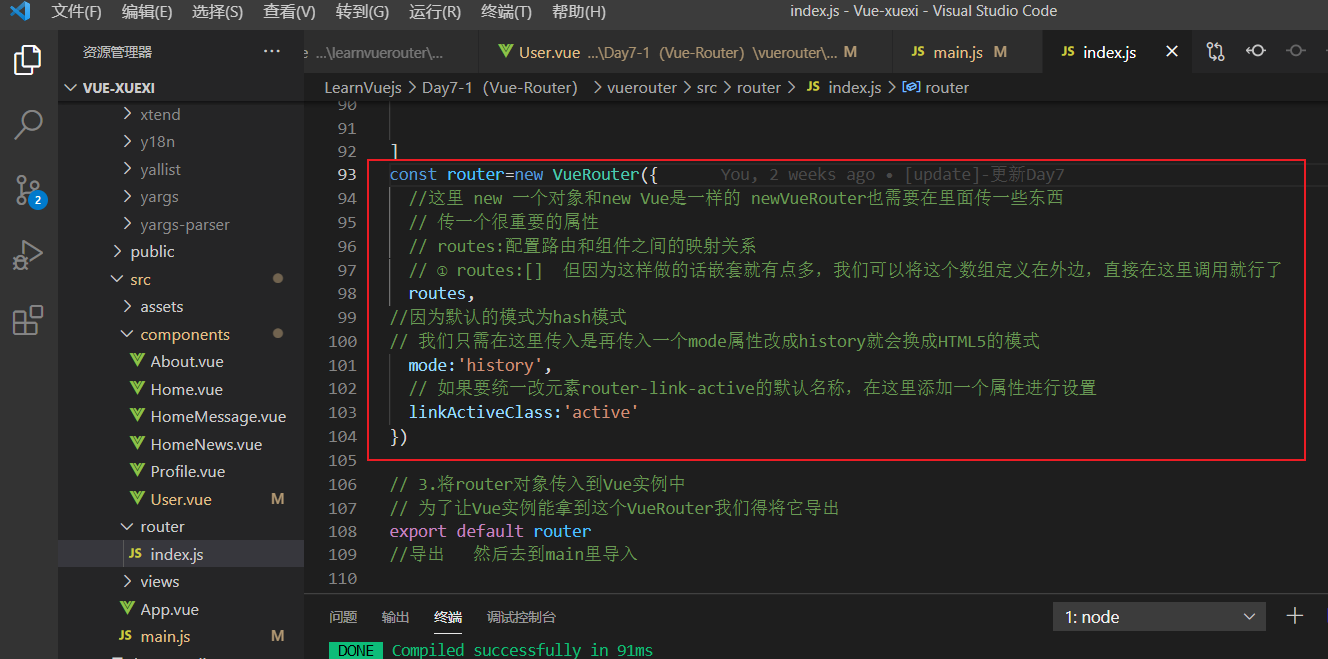 文件(F) 编辑(E) 选择(S) 查看(V) 转到(G) 运行(R) 终端(T) 帮助(H) index.js - Vue-xuexi - Visual Studio Code
资源管理器 ···
e ...\learnvuerouter\... User.vue ...\Day7-1 (Vue-Router) \vuerouter\... M JS main.js M JS index.js
VUE-XUEXI
LearnVuejs > Day7-1 (Vue-Router) > vuerouter > src > router > JS index.js > router
xtend
y18n
yallist
yargs
yargs-parser
public
src
assets
components
About.vue
Home.vue
HomeMessage.vue
HomeNews.vue
Profile.vue
User.vue M
router
JS index.js
views
App.vue
JS main.js M
2
90
91
92 ]
93 const router=new VueRouter({ You, 2 weeks ago • [update]-更新Day7
94 //这里 new 一个对象和new Vue是一样的 newVueRouter也需要在里面传一些东西
95 // 传一个很重要的属性
96 // routes:配置路由和组件之间的映射关系
97 // ① routes:[] 但因为这样做的话嵌套就有点多，我们可以将这个数组定义在外边，直接在这里调用就行了
98 routes,
99 //因为默认的模式为hash模式
100 // 我们只需在这里传入是再传入一个mode属性改成history就会换成HTML5的模式
101 mode:'history',
102 // 如果要统一改元素router-link-active的默认名称，在这里添加一个属性进行设置
103 linkActiveClass:'active'
104 })
105
106 // 3.将router对象传入到Vue实例中
107 // 为了让Vue实例能拿到这个VueRouter我们得将它导出
108 export default router
109 //导出 然后去到main里导入
110
问题 输出 终端 调试控制台 1: node
DONE Compiled successfully in 91ms